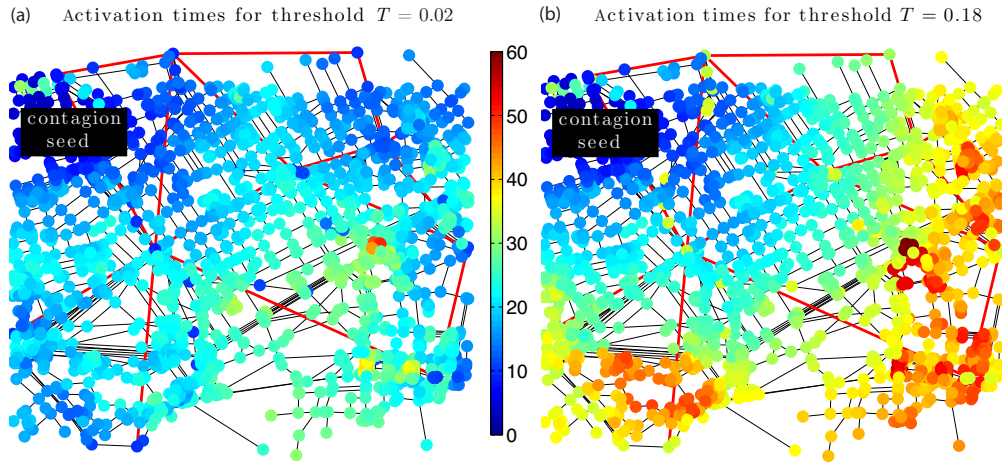 (a) Activation times for threshold T = 0.02
(b) Activation times for threshold T = 0.18
contagion
seed
60
50
40
30
20
10
0
contagion
seed